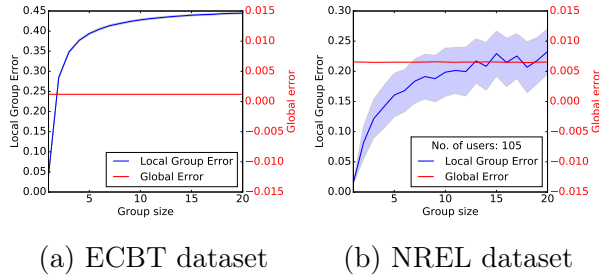 0.45
0.40
0.35
0.30
0.25
0.20
0.15
0.10
0.05
0.00
Local Group Error
5 10 15 20
Group size
0.015
0.010
0.005
0.000
−0.005
−0.010
−0.015
Global error
Local Group Error
Global Error
(a) ECBT dataset
0.30
0.25
0.20
0.15
0.10
0.05
0.00
Local Group Error
5 10 15 20
Group size
0.015
0.010
0.005
0.000
−0.005
−0.010
−0.015
Global error
No. of users: 105
Local Group Error
Global Error
(b) NREL dataset